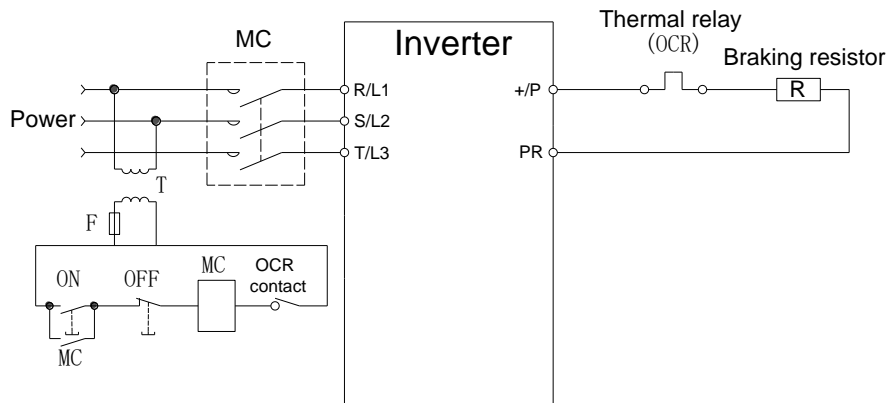 Thermal relay
(OCR)
Braking resistor
MC
Inverter
R/L1
+/P
R
Power
S/L2
T/L3
PR
T
F
ON
OFF
MC
OCR
contact
MC